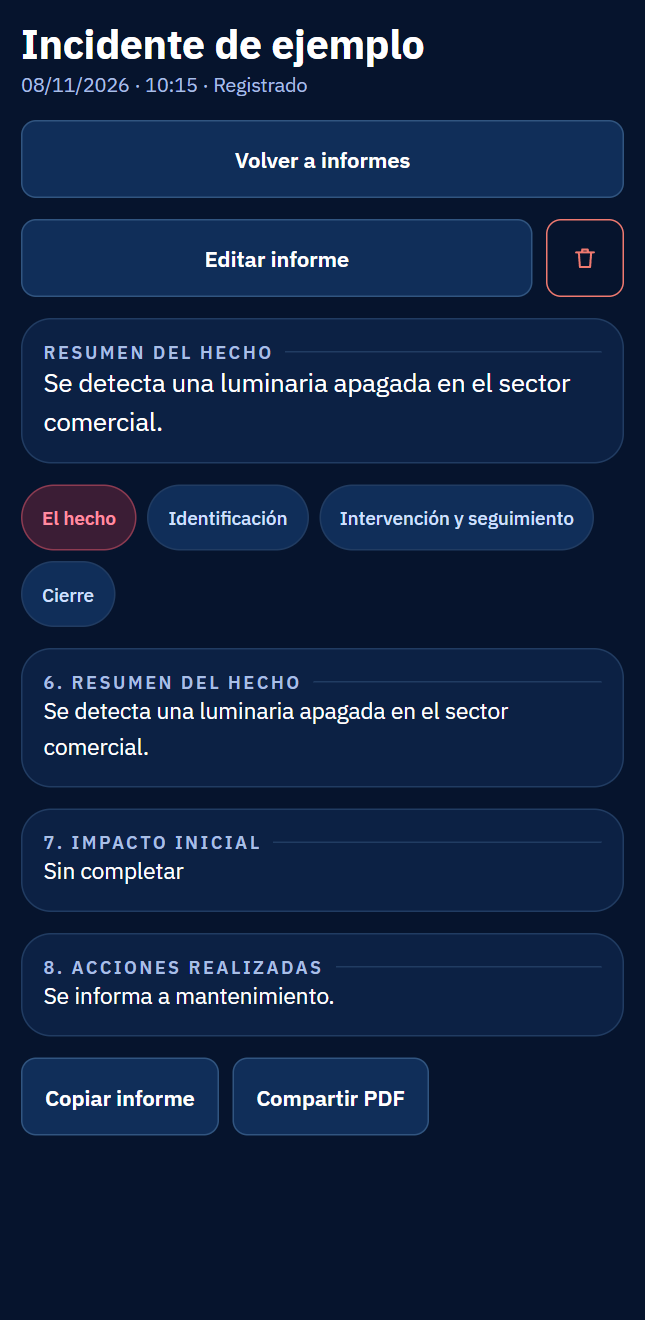 Incidente de ejemplo
08/11/2026 · 10:15 · Registrado
Volver a informes
Editar informe
RESUMEN DEL HECHO
Se detecta una luminaria apagada en el sector
comercial.
El hecho
Identificación
Intervención y seguimiento
Cierre
6. RESUMEN DEL HECHO
Se detecta una luminaria apagada en el sector
comercial.
7. IMPACTO INICIAL
Sin completar
8. ACCIONES REALIZADAS
Se informa a mantenimiento.
Copiar informe
Compartir PDF